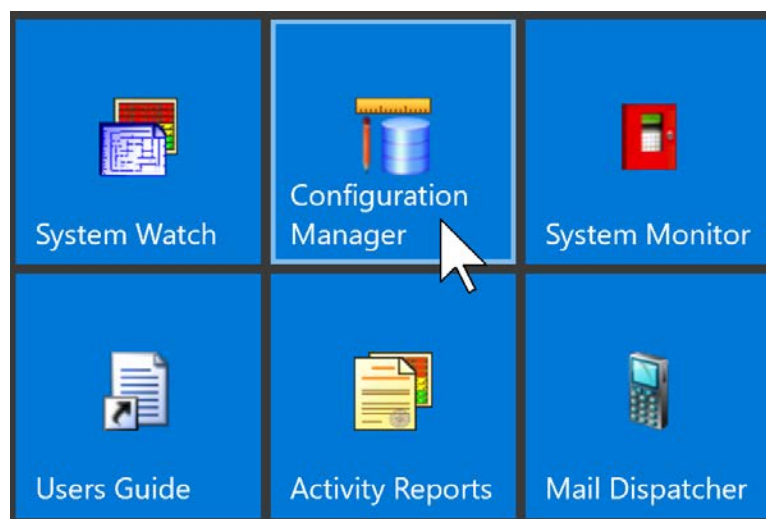 System Watch
Configuration
Manager
System Monitor
Users Guide
Activity Reports
Mail Dispatcher